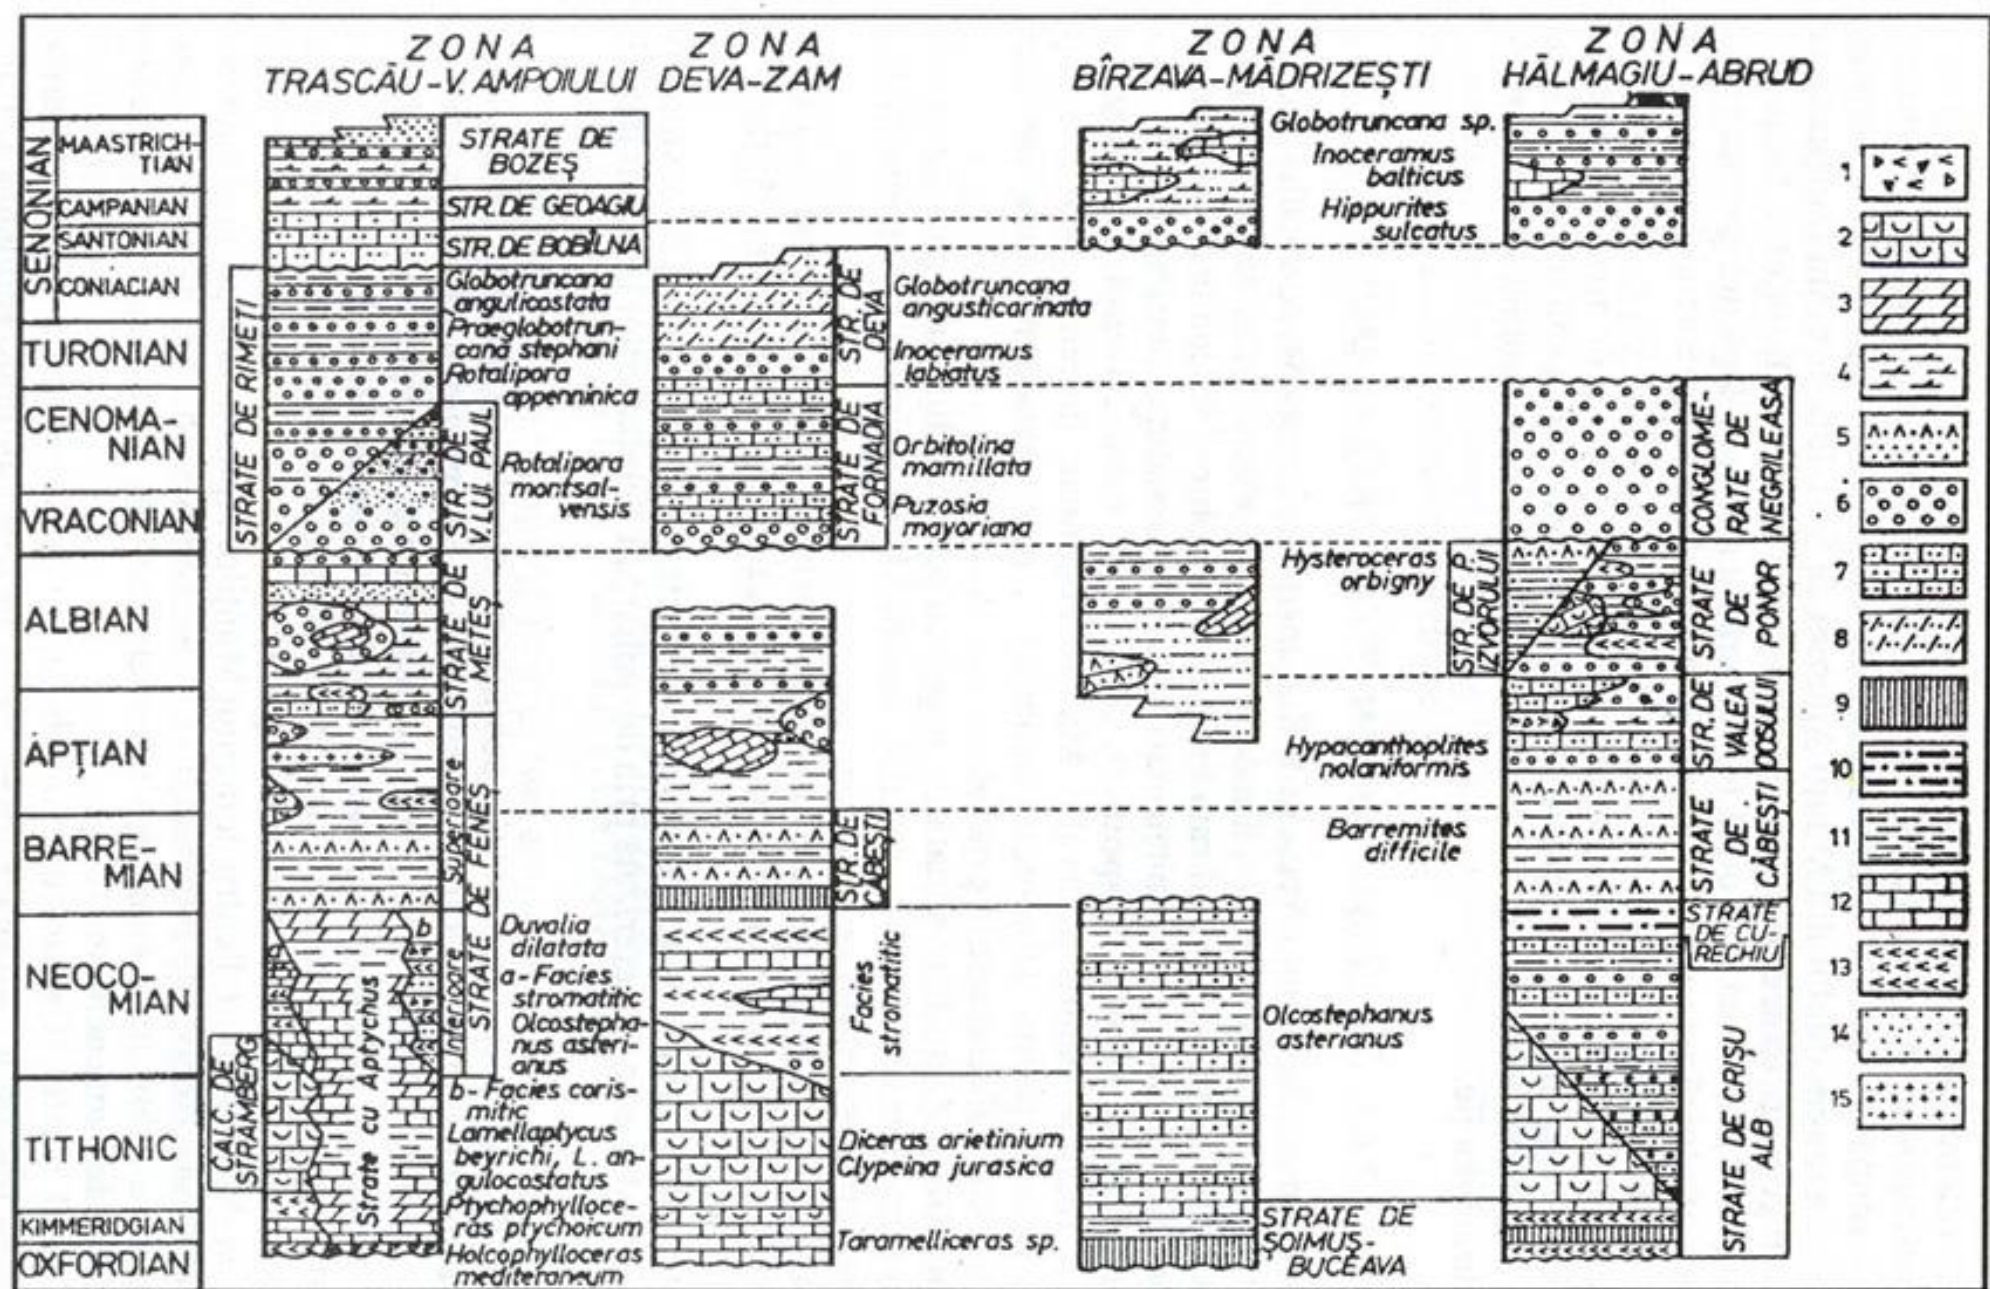 ZONA
TRASCĂU-V. AMPOIULUI
ZONA
DEVA-ZAM
ZONA
BÎRZAVA-MĂDRIZEȘTI
ZONA
HĂLMAGIU-ABRUD
SENONIAN
MAASTRICH-
TIAN
CAMPANIAN
SANTONIAN
CONIACIAN
TURONIAN
CENOMA-
NIAN
VRACONIAN
ALBIAN
APȚIAN
BARRE-
MIAN
NEOCO-
MIAN
TITHONIC
KIMMERIDGIAN
OXFORDIAN
STRATE DE RIMETI
CALC. DE
STRAMBERG
Strate cu Aptychus
b
a
STRATE DE
BOZEȘ
STR. DE GEOAGIU
STR. DE BOBÎLNA
Globotruncana
angulicostata
Praeglobotrun-
cana stephani
Rotalipora
appenninica
STR. DE
V. LUI PAUL
Rotalipora
montsal-
vensis
STRATE DE
METEȘ
Superioare
Inferioare
STRATE DE FENEȘ
Duvalia
dilatata
a - Facies
stromatitic
Olcostepha-
nus asteri-
anus
b - Facies coris-
mitic
Lamellaptycus
beyrichi, L. an-
gulocostatus
Ptychophylloce-
ras ptychoicum
Holcophylloceras
mediteraneum
STR. DE
DEVA
Globotruncana
angusticarinata
Inoceramus
labiatus
STRATE DE
FORNADIA
Orbitolina
mamillata
Puzosia
mayoriana
STR. DE
CĂBEȘTI
Facies
stromatitic
Diceras arietinium
Clypeina jurasica
Taramelliceras sp.
Globotruncana sp.
Inoceramus
balticus
Hippurites
sulcatus
Hysteroceras
orbigny
Hypacanthoplites
nolaniformis
Barremites
difficile
Olcostephanus
asterianus
STRATE DE
ȘOIMUȘ-
BUCEAVA
STR. DE P.
IZVORULUI
CONGLOME-
RATE DE
NEGRILEASA
STRATE
DE
PONOR
STR. DE
VALEA
DOSULUI
STRATE
DE
CĂBEȘTI
STRATE
DE CU-
RECHIU
STRATE DE CRIȘU
ALB
1
2
3
4
5
6
7
8
9
10
11
12
13
14
15